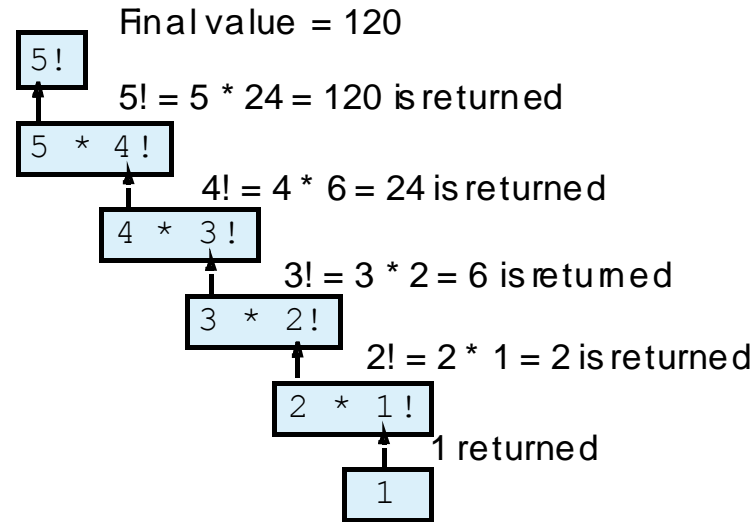 Final value = 120
5!
5! = 5 * 24 = 120 is returned
5 * 4!
4! = 4 * 6 = 24 is returned
4 * 3!
3! = 3 * 2 = 6 is returned
3 * 2!
2! = 2 * 1 = 2 is returned
2 * 1!
1 returned
1